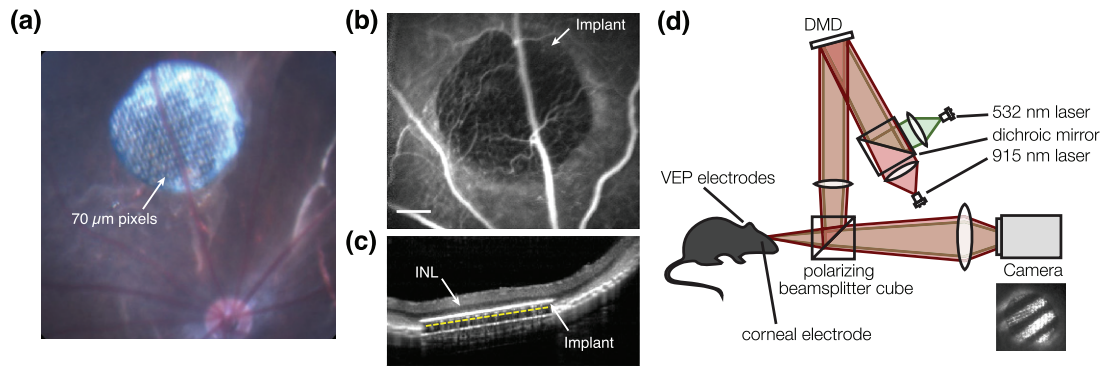 (a)
70 µm pixels
(b)
Implant
(c)
INL
Implant
(d)
DMD
532 nm laser
dichroic mirror
915 nm laser
VEP electrodes
polarizing
beamsplitter cube
Camera
corneal electrode